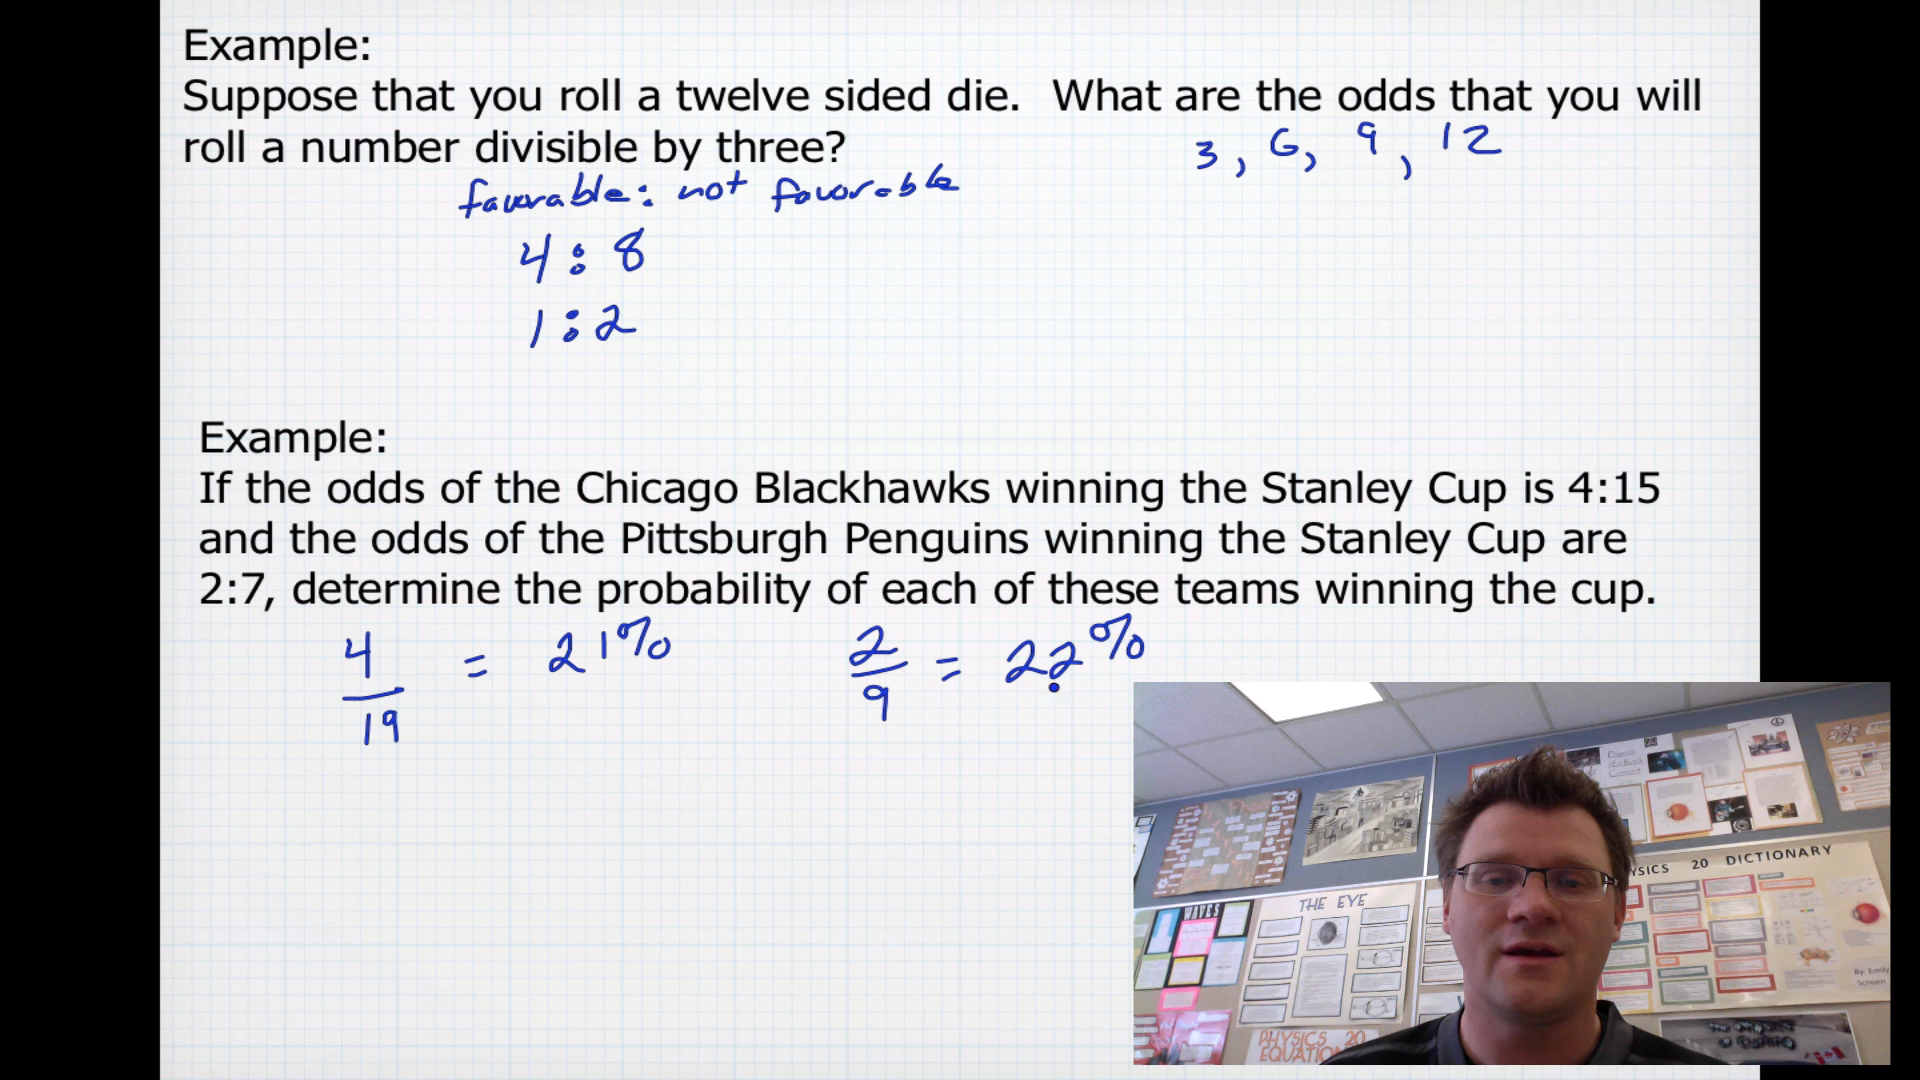 Example:
Suppose that you roll a twelve sided die. What are the odds that you will
roll a number divisible by three?
3, 6, 9, 12
favorable: not favorable
4 : 8
1 : 2
Example:
If the odds of the Chicago Blackhawks winning the Stanley Cup is 4:15
and the odds of the Pittsburgh Penguins winning the Stanley Cup are
2:7, determine the probability of each of these teams winning the cup.
4/19 = 21%
2/9 = 22%
YSICS 20 DICTIONARY
THE EYE
WAVES
By: Emily
PHYSICS 20
EQUATIO